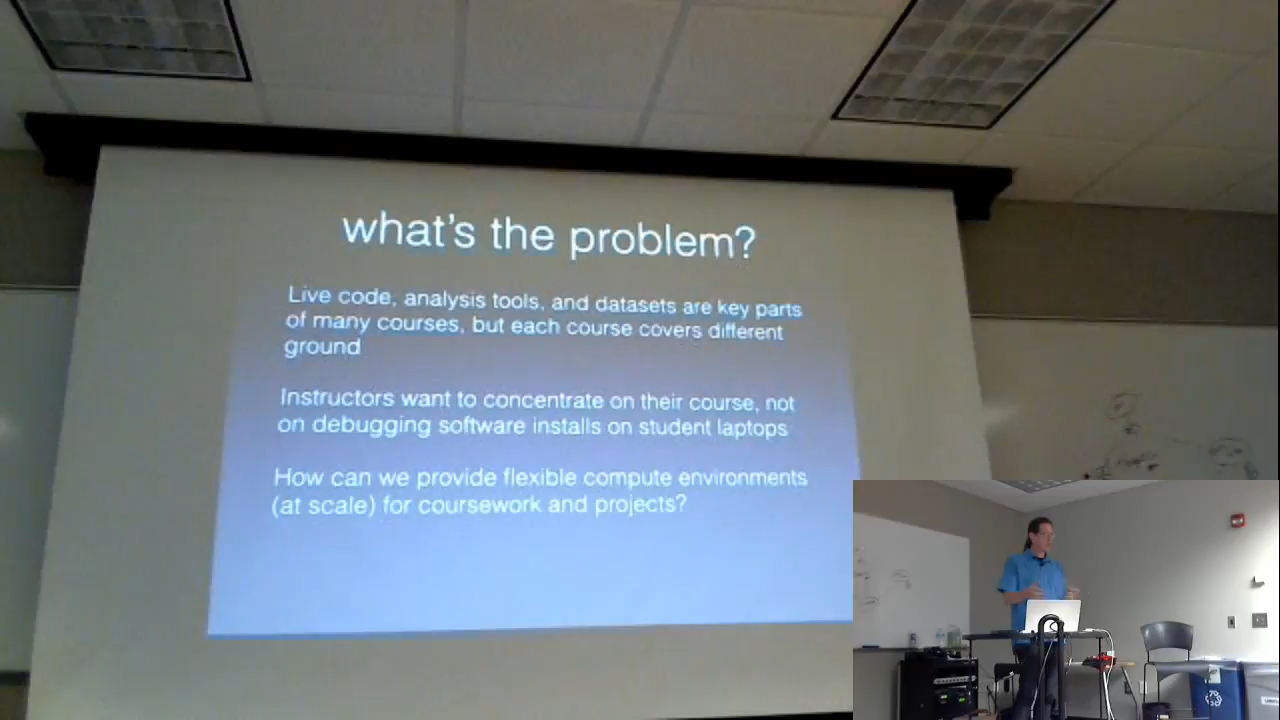 what's the problem?
Live code, analysis tools, and datasets are key parts
of many courses, but each course covers different
ground
Instructors want to concentrate on their course, not
on debugging software installs on student laptops
How can we provide flexible compute environments
(at scale) for coursework and projects?